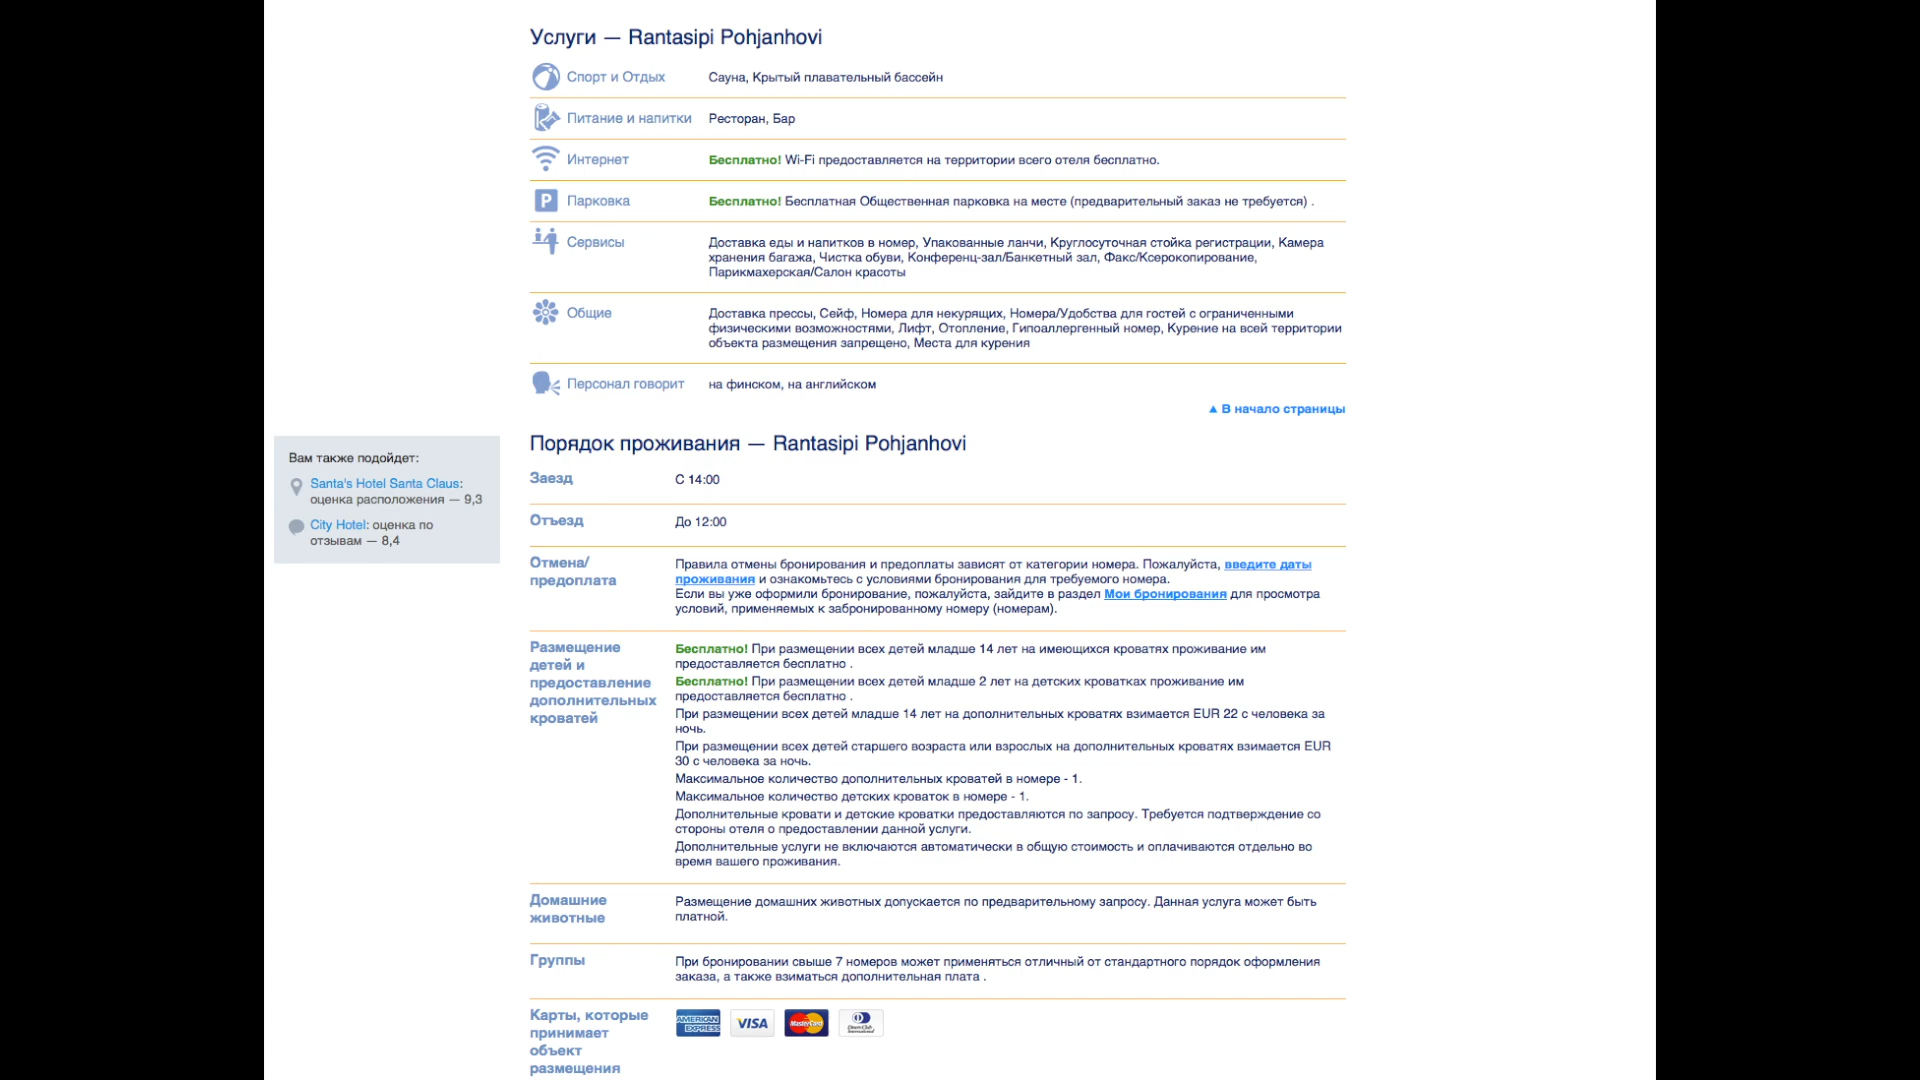 Услуги — Rantasipi Pohjanhovi
Спорт и Отдых
Сауна, Крытый плавательный бассейн
Питание и напитки
Ресторан, Бар
Интернет
Бесплатно! Wi-Fi предоставляется на территории всего отеля бесплатно.
P
Парковка
Бесплатно! Бесплатная Общественная парковка на месте (предварительный заказ не требуется) .
Сервисы
Доставка еды и напитков в номер, Упакованные ланчи, Круглосуточная стойка регистрации, Камера
хранения багажа, Чистка обуви, Конференц-зал/Банкетный зал, Факс/Ксерокопирование,
Парикмахерская/Салон красоты
Общие
Доставка прессы, Сейф, Номера для некурящих, Номера/Удобства для гостей с ограниченными
физическими возможностями, Лифт, Отопление, Гипоаллергенный номер, Курение на всей территории
объекта размещения запрещено, Места для курения
Персонал говорит
на финском, на английском
▲ В начало страницы
Вам также подойдет:
Santa's Hotel Santa Claus:
оценка расположения — 9,3
City Hotel: оценка по
отзывам — 8,4
Порядок проживания — Rantasipi Pohjanhovi
Заезд
С 14:00
Отъезд
До 12:00
Отмена/
предоплата
Правила отмены бронирования и предоплаты зависят от категории номера. Пожалуйста, введите даты
проживания и ознакомьтесь с условиями бронирования для требуемого номера.
Если вы уже оформили бронирование, пожалуйста, зайдите в раздел Мои бронирования для просмотра
условий, применяемых к забронированному номеру (номерам).
Размещение
детей и
предоставление
дополнительных
кроватей
Бесплатно! При размещении всех детей младше 14 лет на имеющихся кроватях проживание им
предоставляется бесплатно .
Бесплатно! При размещении всех детей младше 2 лет на детских кроватках проживание им
предоставляется бесплатно .
При размещении всех детей младше 14 лет на дополнительных кроватях взимается EUR 22 с человека за
ночь.
При размещении всех детей старшего возраста или взрослых на дополнительных кроватях взимается EUR
30 с человека за ночь.
Максимальное количество дополнительных кроватей в номере - 1.
Максимальное количество детских кроваток в номере - 1.
Дополнительные кровати и детские кроватки предоставляются по запросу. Требуется подтверждение со
стороны отеля о предоставлении данной услуги.
Дополнительные услуги не включаются автоматически в общую стоимость и оплачиваются отдельно во
время вашего проживания.
Домашние
животные
Размещение домашних животных допускается по предварительному запросу. Данная услуга может быть
платной.
Группы
При бронировании свыше 7 номеров может применяться отличный от стандартного порядок оформления
заказа, а также взиматься дополнительная плата .
Карты, которые
принимает
объект
размещения
AMERICAN EXPRESS
VISA
MasterCard
Diners Club International